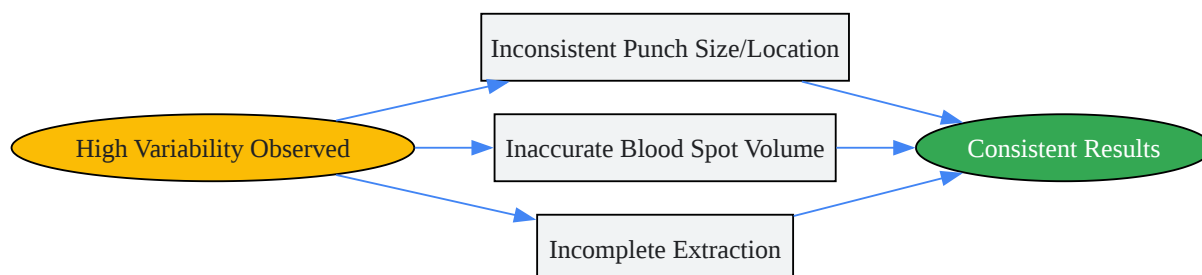 Inconsistent Punch Size/Location
High Variability Observed
Inaccurate Blood Spot Volume
Consistent Results
Incomplete Extraction